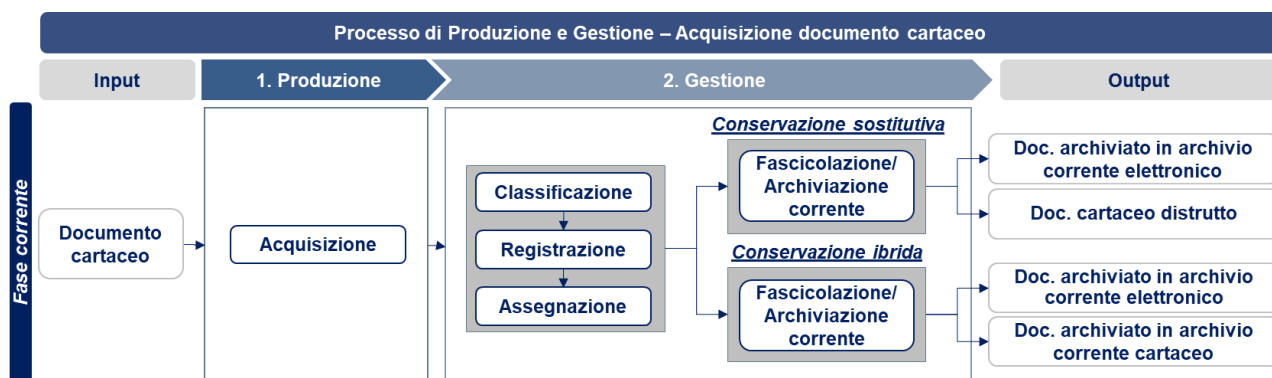 Processo di Produzione e Gestione – Acquisizione documento cartaceo
Input
1. Produzione
2. Gestione
Output
Fase corrente
Documento
cartaceo
Acquisizione
Classificazione
Registrazione
Assegnazione
Conservazione sostitutiva
Fascicolazione/
Archiviazione
corrente
Conservazione ibrida
Fascicolazione/
Archiviazione
corrente
Doc. archiviato in archivio
corrente elettronico
Doc. cartaceo distrutto
Doc. archiviato in archivio
corrente elettronico
Doc. archiviato in archivio
corrente cartaceo